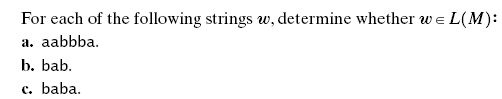 For each of the following strings w, determine whether w ∈ L(M):
a. aabbba.
b. bab.
c. baba.